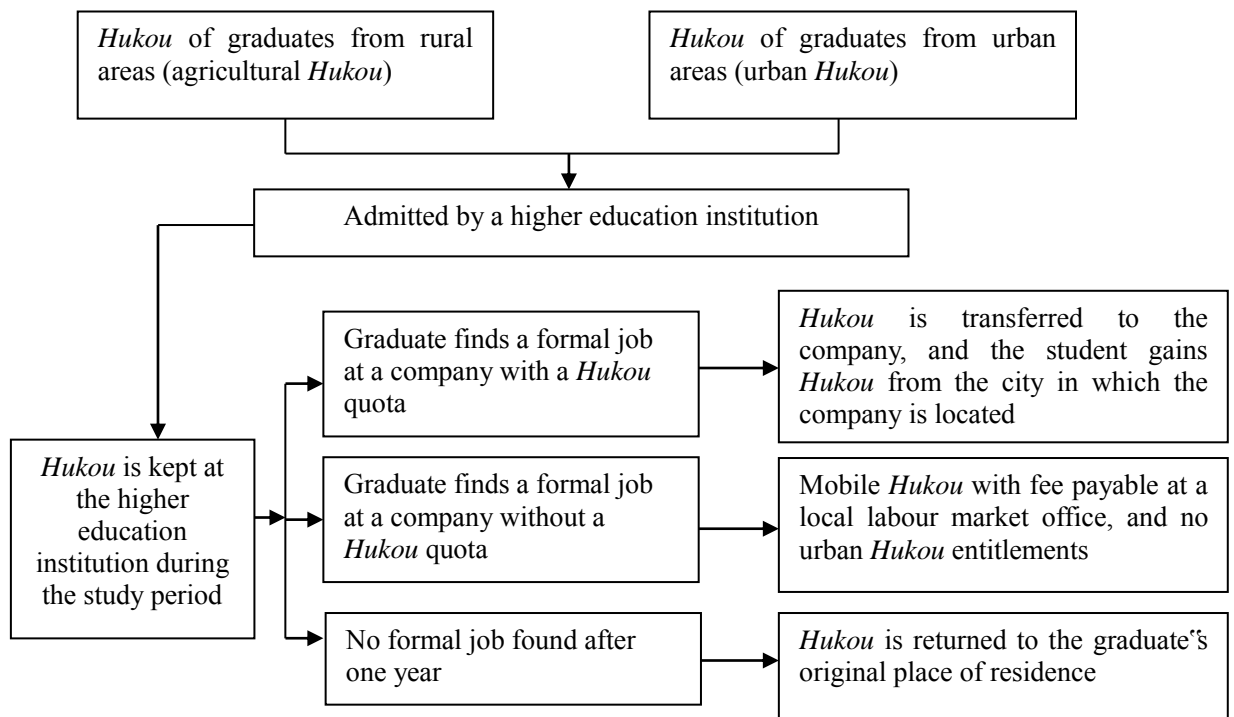 Hukou of graduates from rural
areas (agricultural Hukou)
Hukou of graduates from urban
areas (urban Hukou)
Admitted by a higher education institution
Graduate finds a formal job
at a company with a Hukou
quota
Hukou is transferred to the
company, and the student gains
Hukou from the city in which the
company is located
Hukou is kept at
the higher
education
institution during
the study period
Graduate finds a formal job
at a company without a
Hukou quota
Mobile Hukou with fee payable at a
local labour market office, and no
urban Hukou entitlements
No formal job found after
one year
Hukou is returned to the graduate‟s
original place of residence